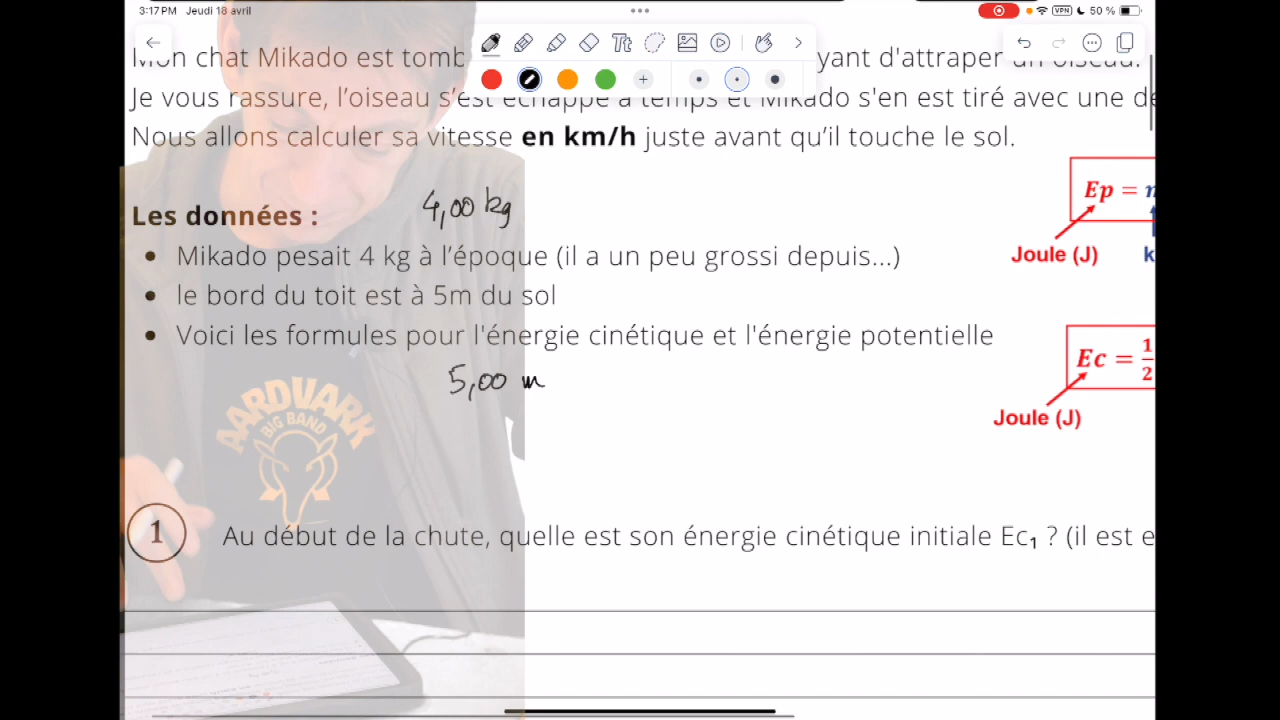 3:17 PM Jeudi 18 avril
VPN 50 %
Mon chat Mikado est tomb yant d'attraper un oiseau.
Je vous rassure, l'oiseau s'est échappé à temps et Mikado s'en est tiré avec une de
Nous allons calculer sa vitesse en km/h juste avant qu'il touche le sol.
4,00 kg
Ep =
Les données :
Joule (J)
• Mikado pesait 4 kg à l'époque (il a un peu grossi depuis...)
• le bord du toit est à 5m du sol
• Voici les formules pour l'énergie cinétique et l'énergie potentielle
Ec = 1/2
5,00 m
Joule (J)
AARDVARK
BIG BAND
1 Au début de la chute, quelle est son énergie cinétique initiale Ec₁ ? (il est e